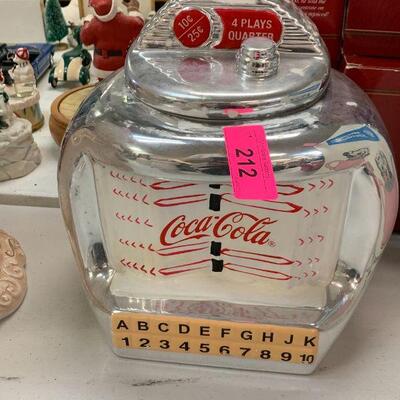 10¢
25¢
4 PLAYS
QUARTER
212
Coca-Cola
A B C D E F G H J K
1 2 3 4 5 6 7 8 9 10